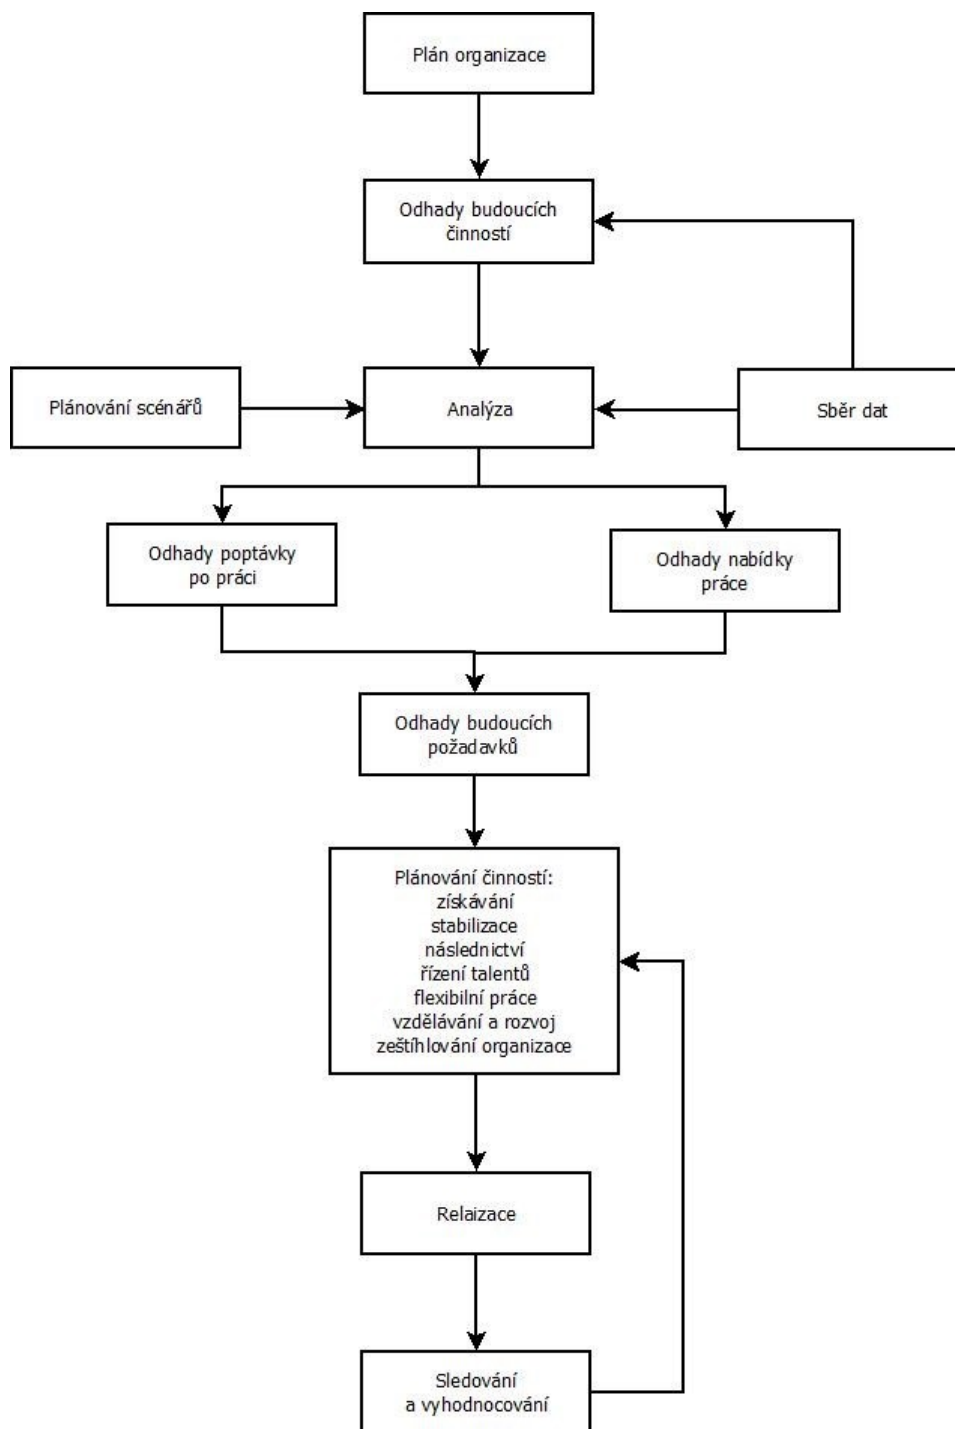 Plán organizace
Odhady budoucích
činností
Plánování scénářů
Analýza
Sběr dat
Odhady poptávky
po práci
Odhady nabídky
práce
Odhady budoucích
požadavků
Plánování činností:
získávání
stabilizace
následnictví
řízení talentů
flexibilní práce
vzdělávání a rozvoj
zeštíhlování organizace
Relaizace
Sledování
a vyhodnocování